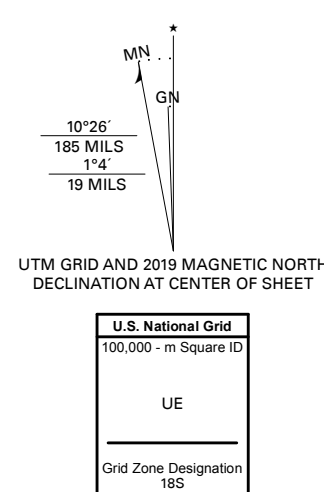 ★
MN
GN
10°26´
185 MILS
1°4´
19 MILS
UTM GRID AND 2019 MAGNETIC NORTH
DECLINATION AT CENTER OF SHEET
U.S. National Grid
100,000 - m Square ID
UE
Grid Zone Designation
18S